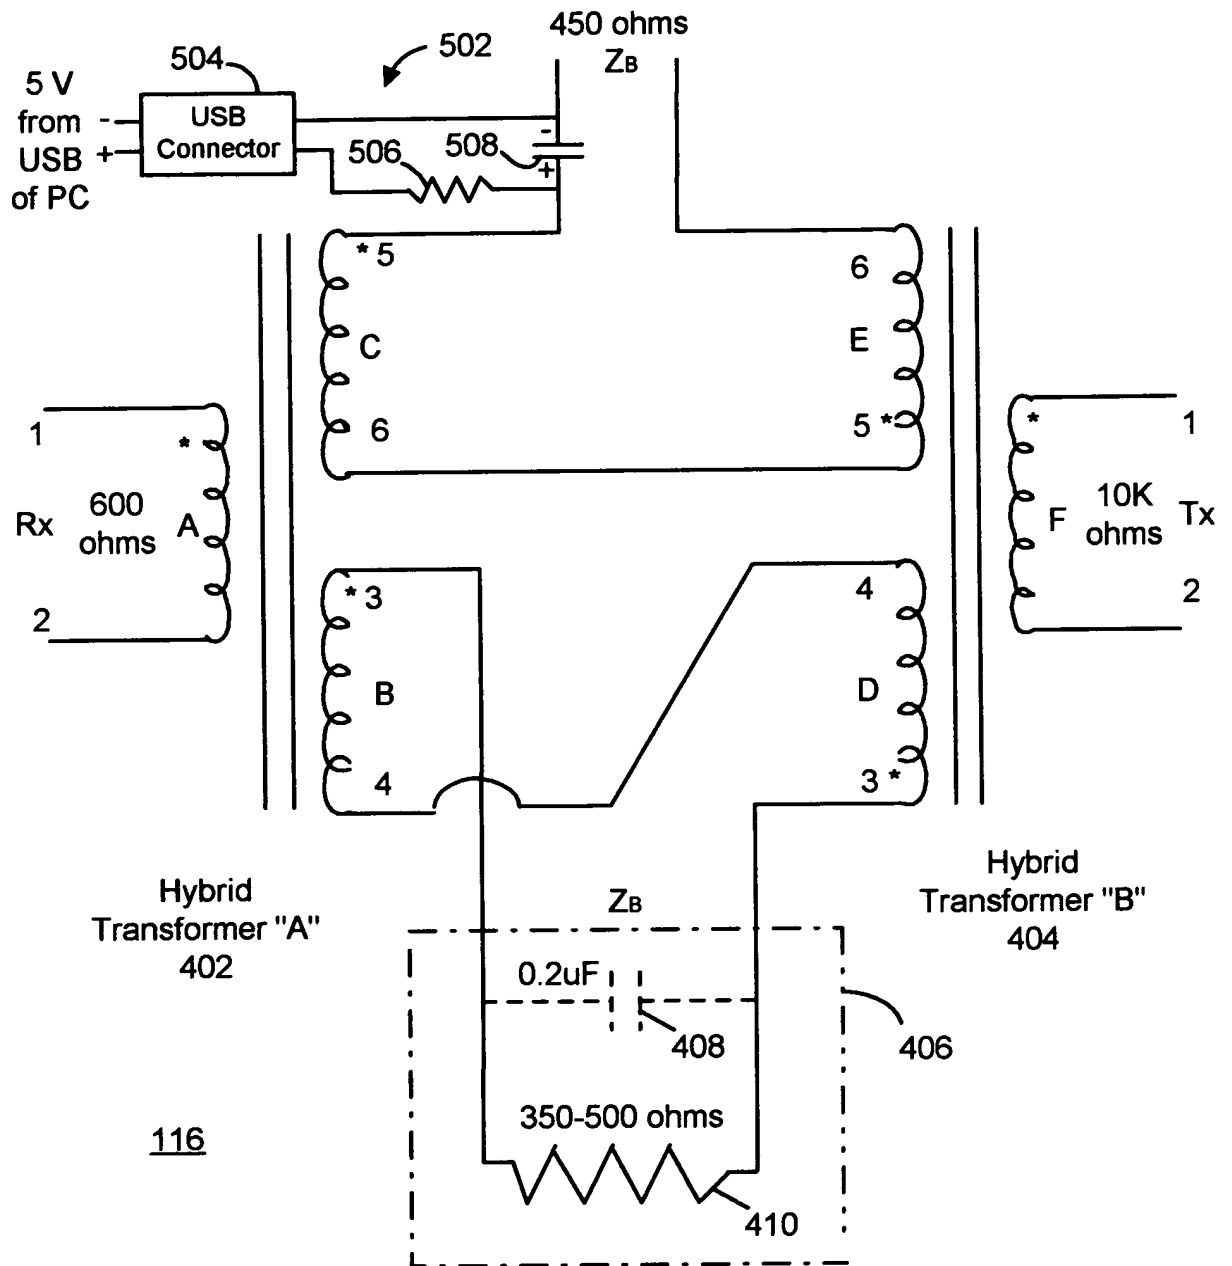 450 ohms
ZB
502
504
5 V
from -
USB +
of PC
USB
Connector
506
508
-
+
* 5
C
6
6
E
5 *
1
*
A
600
ohms
Rx
2
*
1
F
10K
ohms
Tx
2
* 3
B
4
4
D
3 *
Hybrid
Transformer "A"
402
Hybrid
Transformer "B"
404
ZB
0.2uF
408
406
350-500 ohms
410
116